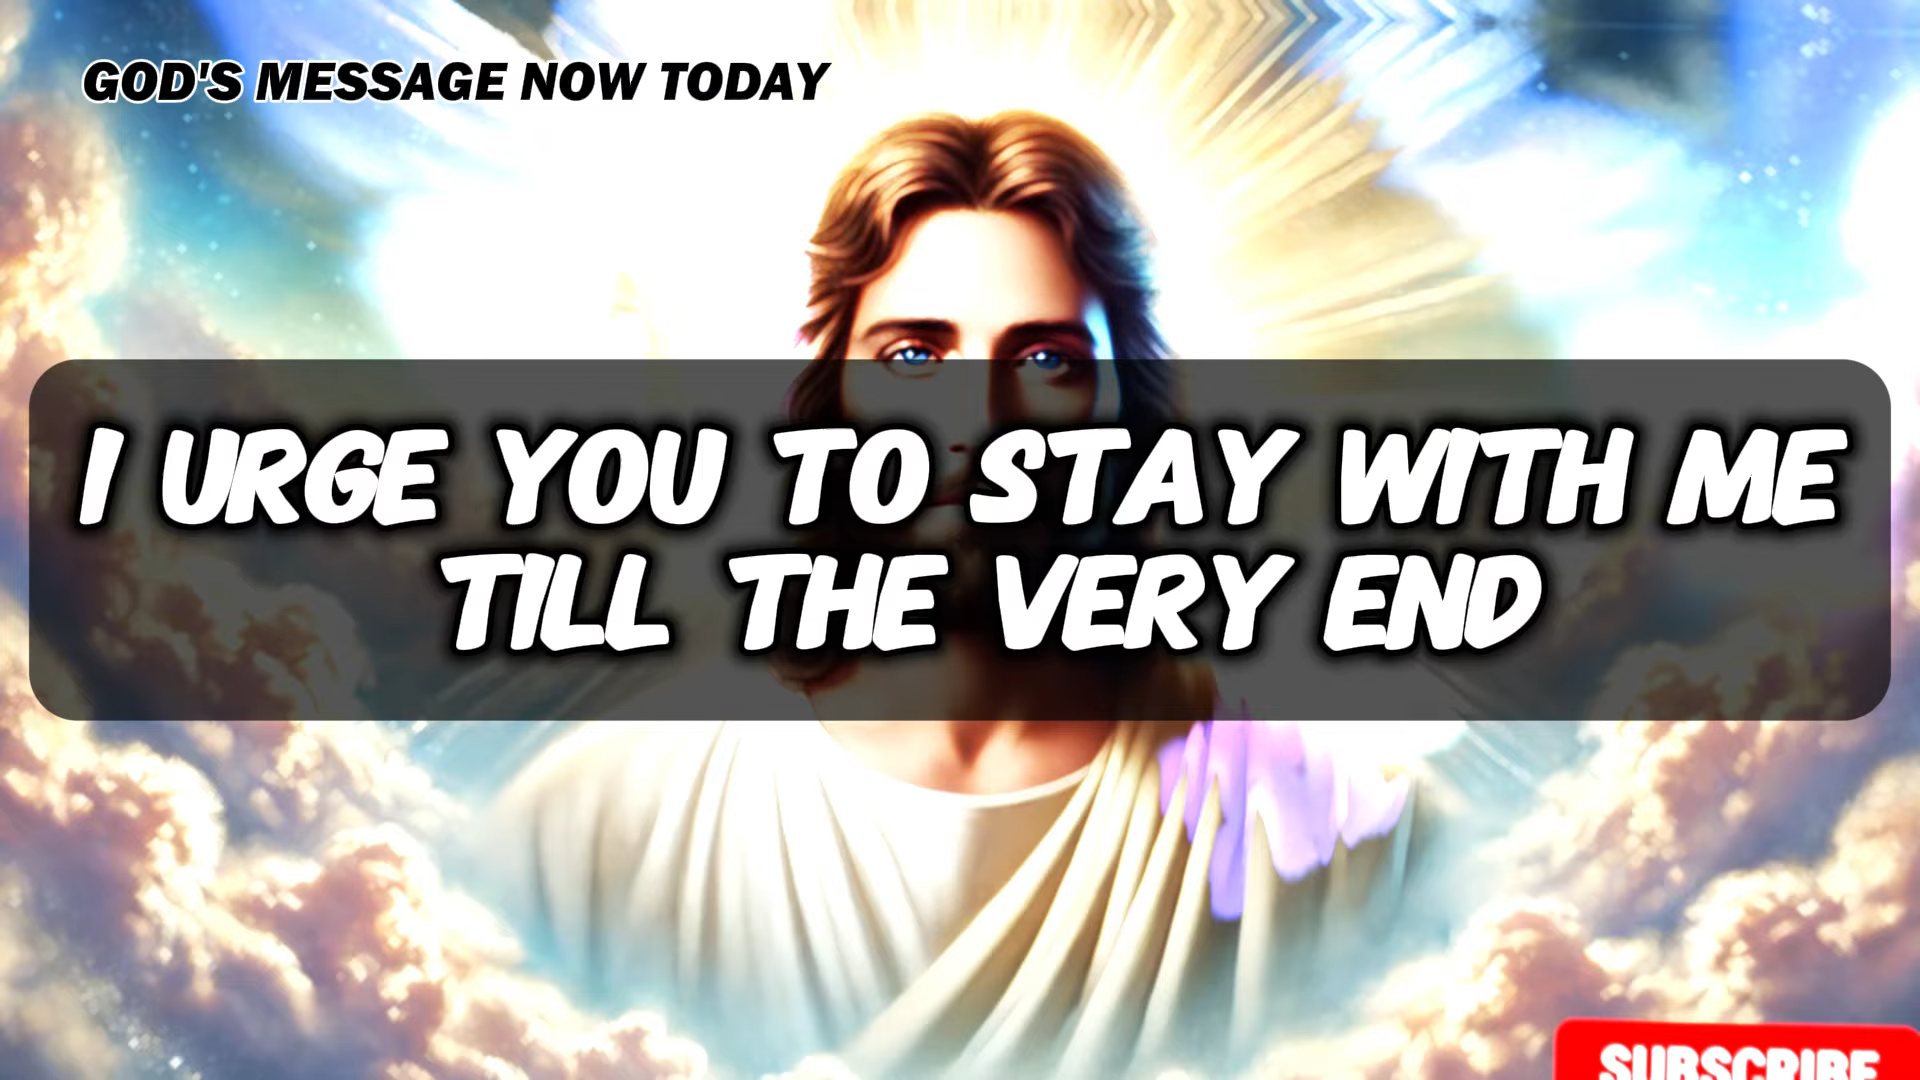 GOD'S MESSAGE NOW TODAY
I URGE YOU TO STAY WITH ME
TILL THE VERY END
SUBSCRIBE